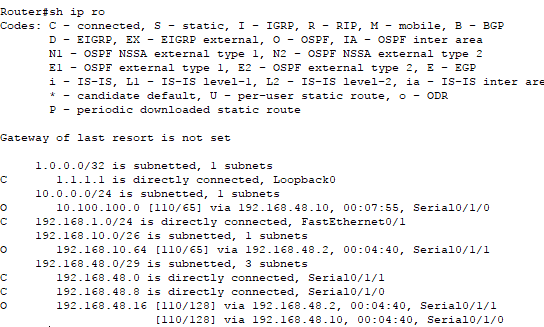 Router#sh ip ro
Codes: C - connected, S - static, I - IGRP, R - RIP, M - mobile, B - BGP
       D - EIGRP, EX - EIGRP external, O - OSPF, IA - OSPF inter area
       N1 - OSPF NSSA external type 1, N2 - OSPF NSSA external type 2
       E1 - OSPF external type 1, E2 - OSPF external type 2, E - EGP
       i - IS-IS, L1 - IS-IS level-1, L2 - IS-IS level-2, ia - IS-IS inter area
       * - candidate default, U - per-user static route, o - ODR
       P - periodic downloaded static route

Gateway of last resort is not set

     1.0.0.0/32 is subnetted, 1 subnets
C       1.1.1.1 is directly connected, Loopback0
     10.0.0.0/24 is subnetted, 1 subnets
O       10.100.100.0 [110/65] via 192.168.48.10, 00:07:55, Serial0/1/0
C    192.168.1.0/24 is directly connected, FastEthernet0/1
     192.168.10.0/26 is subnetted, 1 subnets
O       192.168.10.64 [110/65] via 192.168.48.2, 00:04:40, Serial0/1/1
     192.168.48.0/29 is subnetted, 3 subnets
C       192.168.48.0 is directly connected, Serial0/1/1
C       192.168.48.8 is directly connected, Serial0/1/0
O       192.168.48.16 [110/128] via 192.168.48.2, 00:04:40, Serial0/1/1
                      [110/128] via 192.168.48.10, 00:04:40, Serial0/1/0